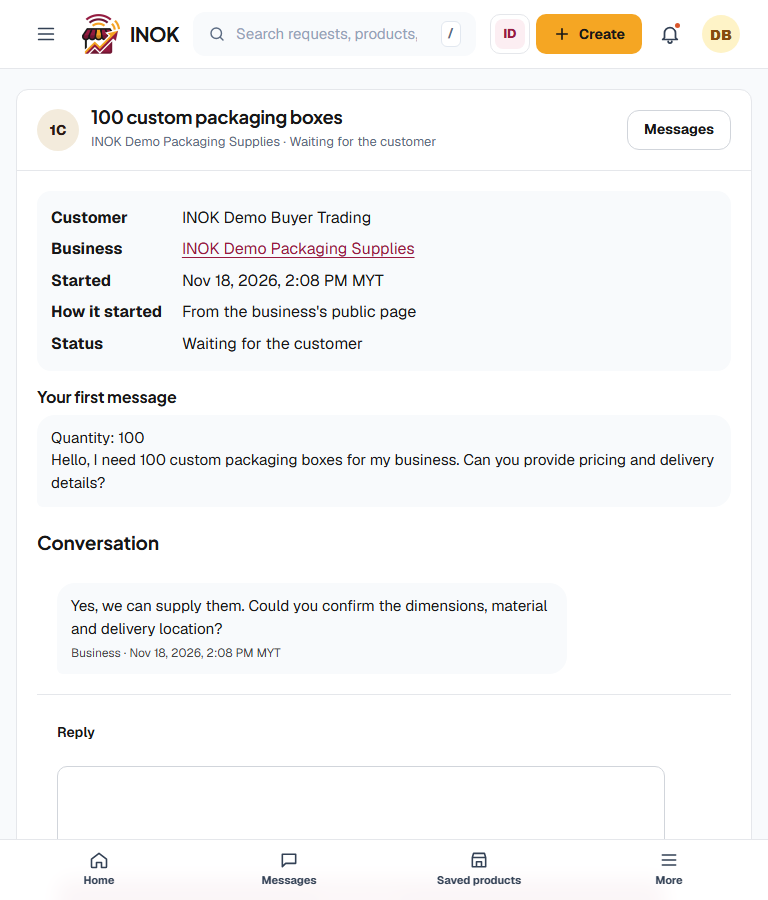 INOK
Search requests, products,
/
ID
Create
DB
1C
100 custom packaging boxes
INOK Demo Packaging Supplies · Waiting for the customer
Messages
Customer INOK Demo Buyer Trading
Business INOK Demo Packaging Supplies
Started Nov 18, 2026, 2:08 PM MYT
How it started From the business's public page
Status Waiting for the customer
Your first message
Quantity: 100
Hello, I need 100 custom packaging boxes for my business. Can you provide pricing and delivery
details?
Conversation
Yes, we can supply them. Could you confirm the dimensions, material
and delivery location?
Business · Nov 18, 2026, 2:08 PM MYT
Reply
Home
Messages
Saved products
More